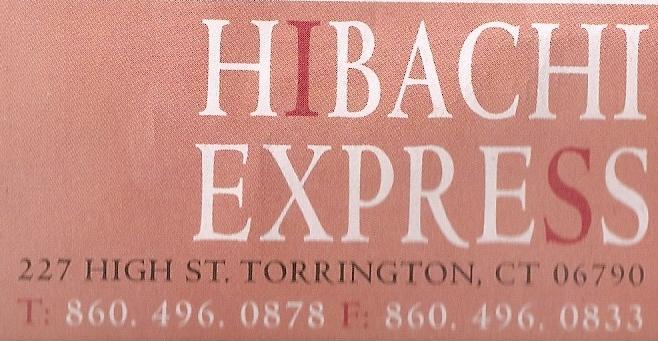 HIBACHI
EXPRESS
227 HIGH ST. TORRINGTON, CT 06790
T: 860. 496. 0878 F: 860. 496. 0833